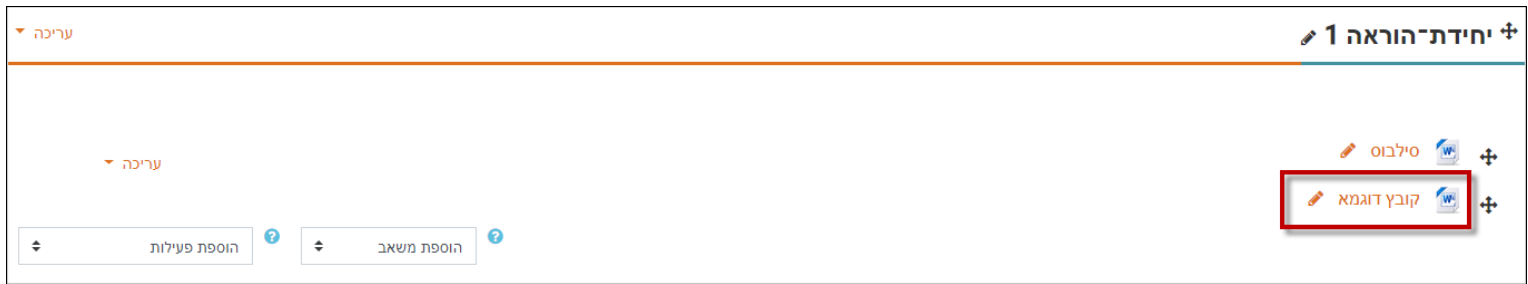 יחידת־הוראה 1
עריכה
סילבוס
עריכה
קובץ דוגמא
הוספת משאב
הוספת פעילות